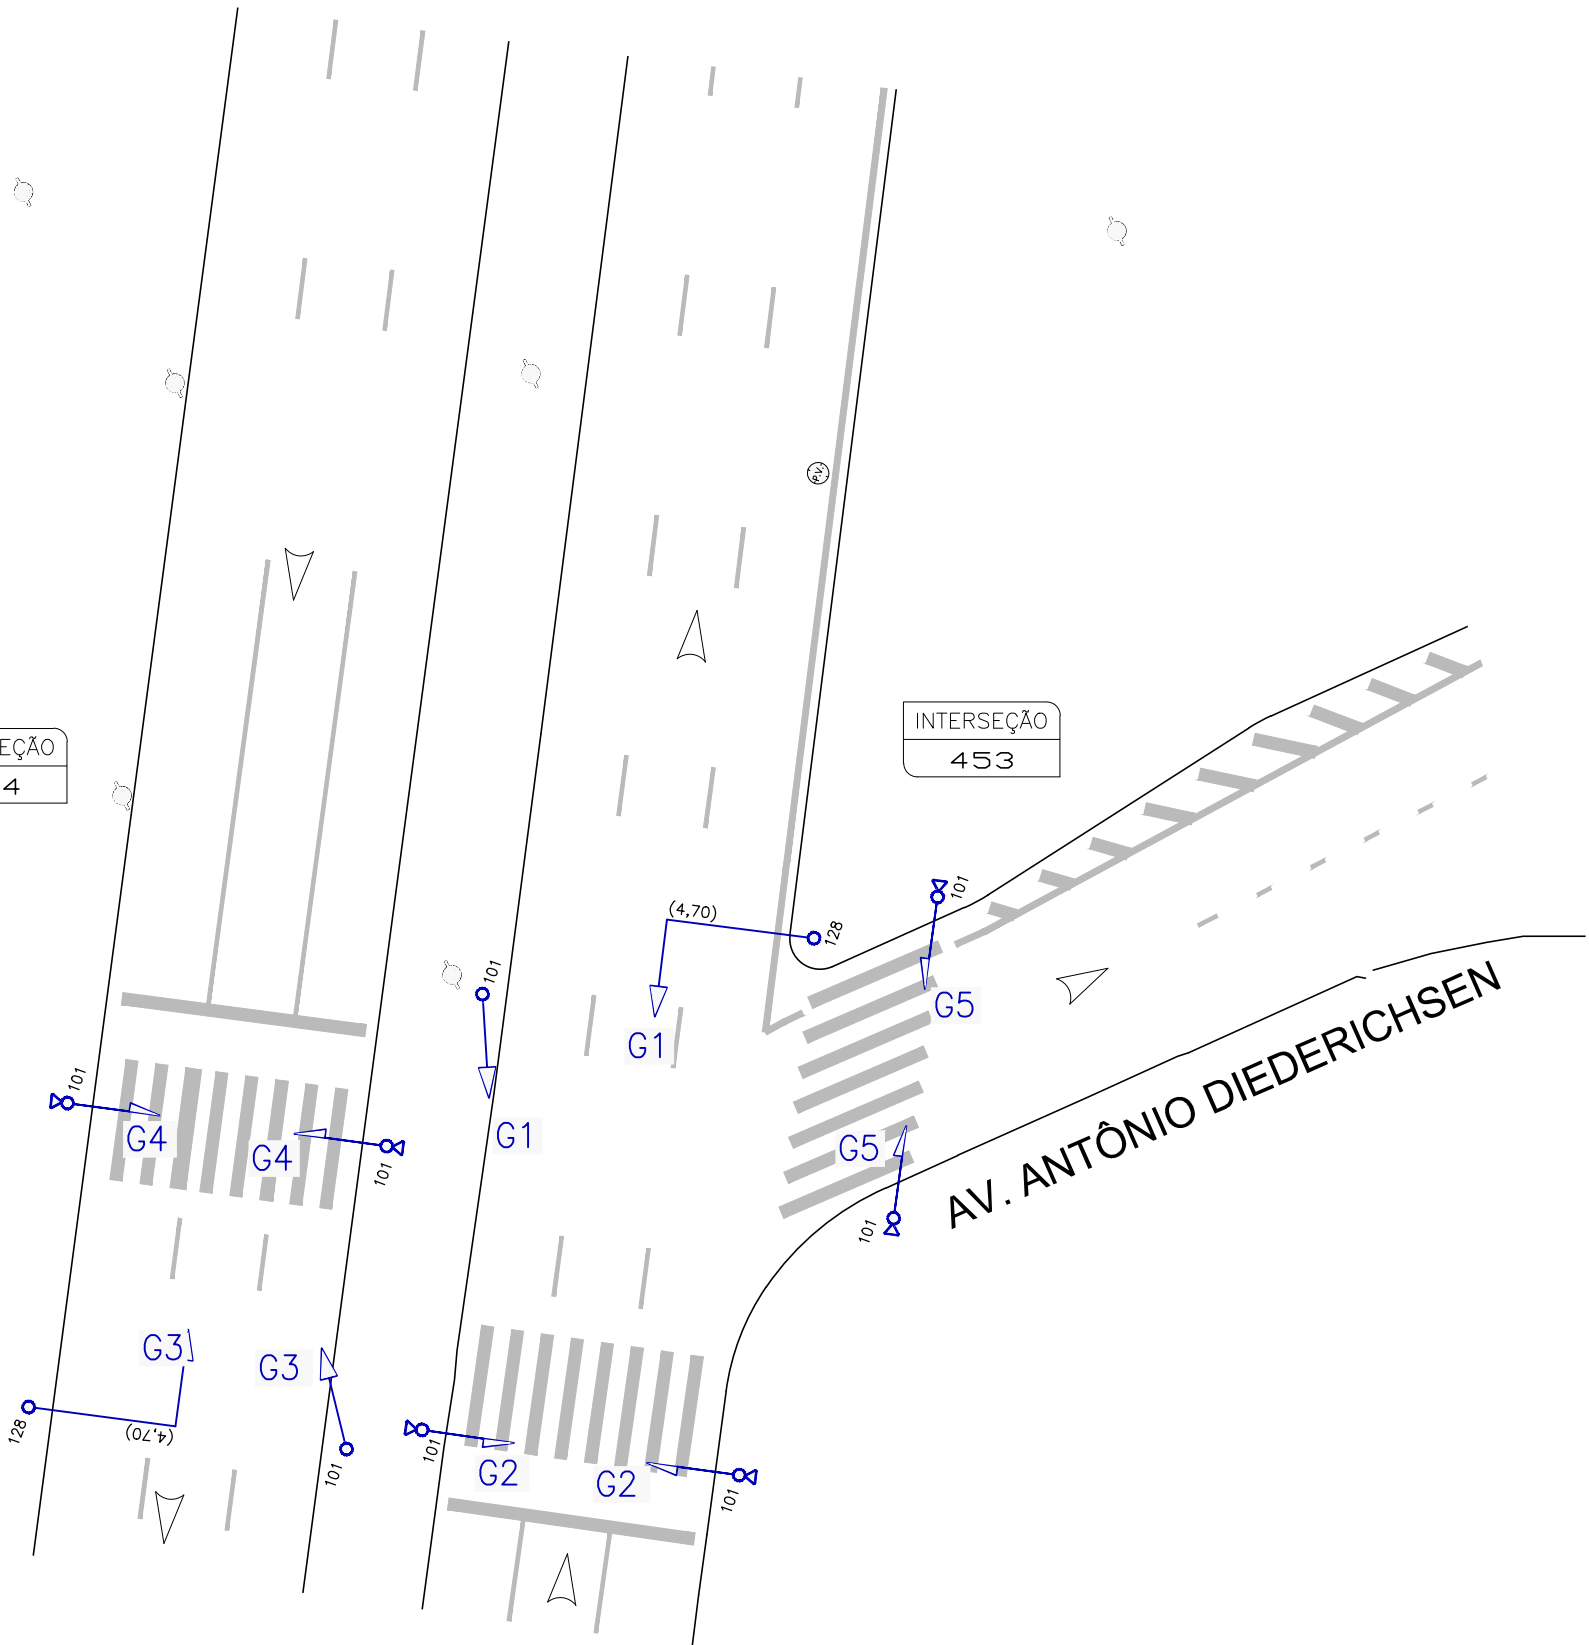 P.V.
INTERSEÇÃO
453
EÇÃO
4
101
(4,70)
128
101
G5
G1
101
G4
G4
101
G1
G5
101
AV. ANTÔNIO DIEDERICHSEN
G3
G3
128
(4,70)
101
101
G2
G2
101